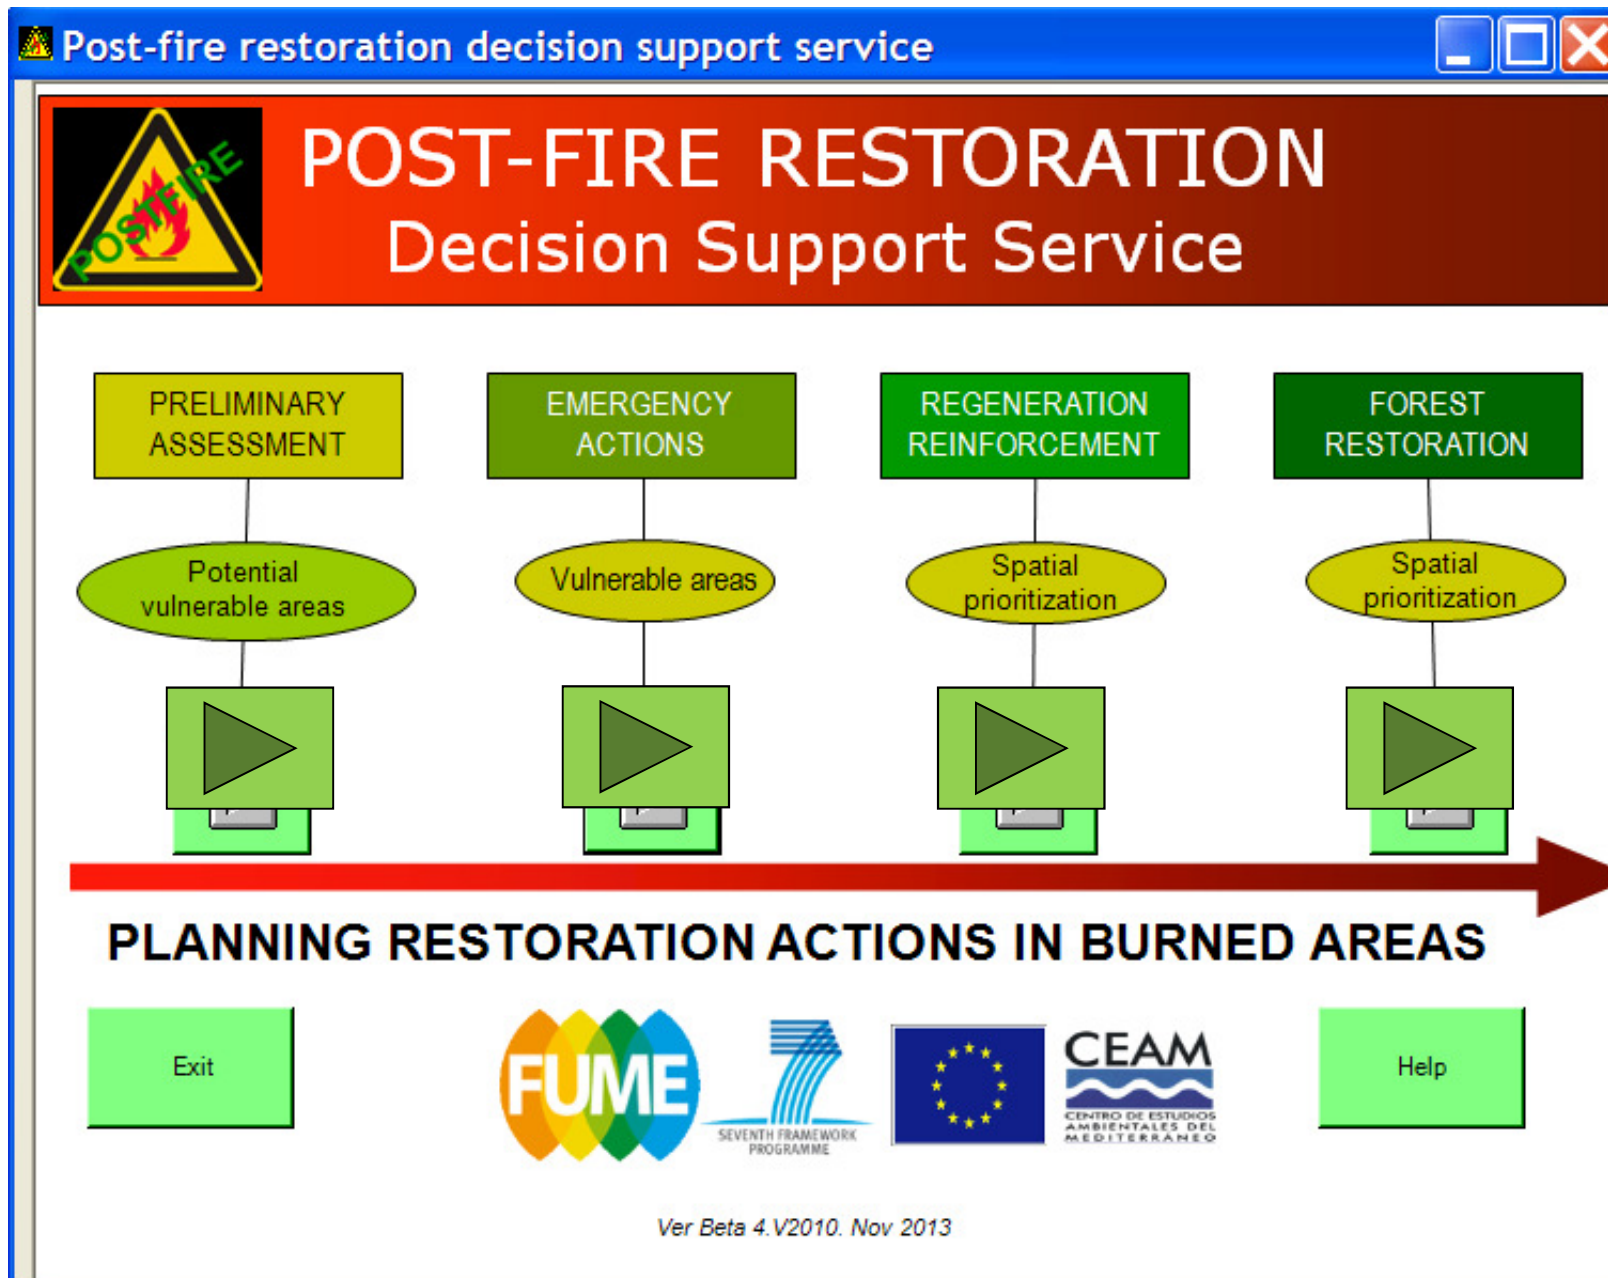 Post-fire restoration decision support service
POSTFIRE
POST-FIRE RESTORATION
Decision Support Service
PRELIMINARY
ASSESSMENT
EMERGENCY
ACTIONS
REGENERATION
REINFORCEMENT
FOREST
RESTORATION
Potential
vulnerable areas
Vulnerable areas
Spatial
prioritization
Spatial
prioritization
PLANNING RESTORATION ACTIONS IN BURNED AREAS
Exit
FUME
7
SEVENTH FRAMEWORK
PROGRAMME
CEAM
CENTRO DE ESTUDIOS
AMBIENTALES DEL
MEDITERRÁNEO
Help
Ver Beta 4.V2010. Nov 2013